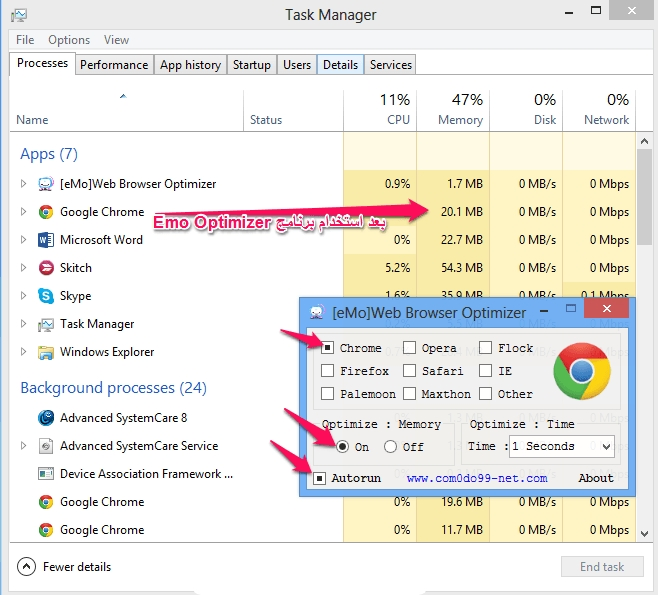 Task Manager
File Options View
Processes Performance App history Startup Users Details Services
11% 47% 0% 0%
Name Status CPU Memory Disk Network
Apps (7)
[eMo]Web Browser Optimizer 0.9% 1.7 MB 0 MB/s 0 Mbps
Google Chrome 20.1 MB 0 MB/s 0 Mbps
بعد استخدام برنامج Emo Optimizer
Microsoft Word 0% 22.7 MB 0 MB/s 0 Mbps
Skitch 5.2% 54.3 MB 0 MB/s 0 Mbps
Skype 1.6% 35.9 MB 0 MB/s 0.1 Mbps
Task Manager
Windows Explorer
Background processes (24)
Advanced SystemCare 8
Advanced SystemCare Service
Device Association Framework ...
Google Chrome 0% 10.6 MB 0 MB/s 0 Mbps
Google Chrome 0% 11.7 MB 0 MB/s 0 Mbps
[eMo]Web Browser Optimizer
Chrome Opera Flock
Firefox Safari IE
Palemoon Maxthon Other
Optimize : Memory Optimize : Time
On Off Time : 1 Seconds
Autorun www.com0do99-net.com About
Fewer details End task